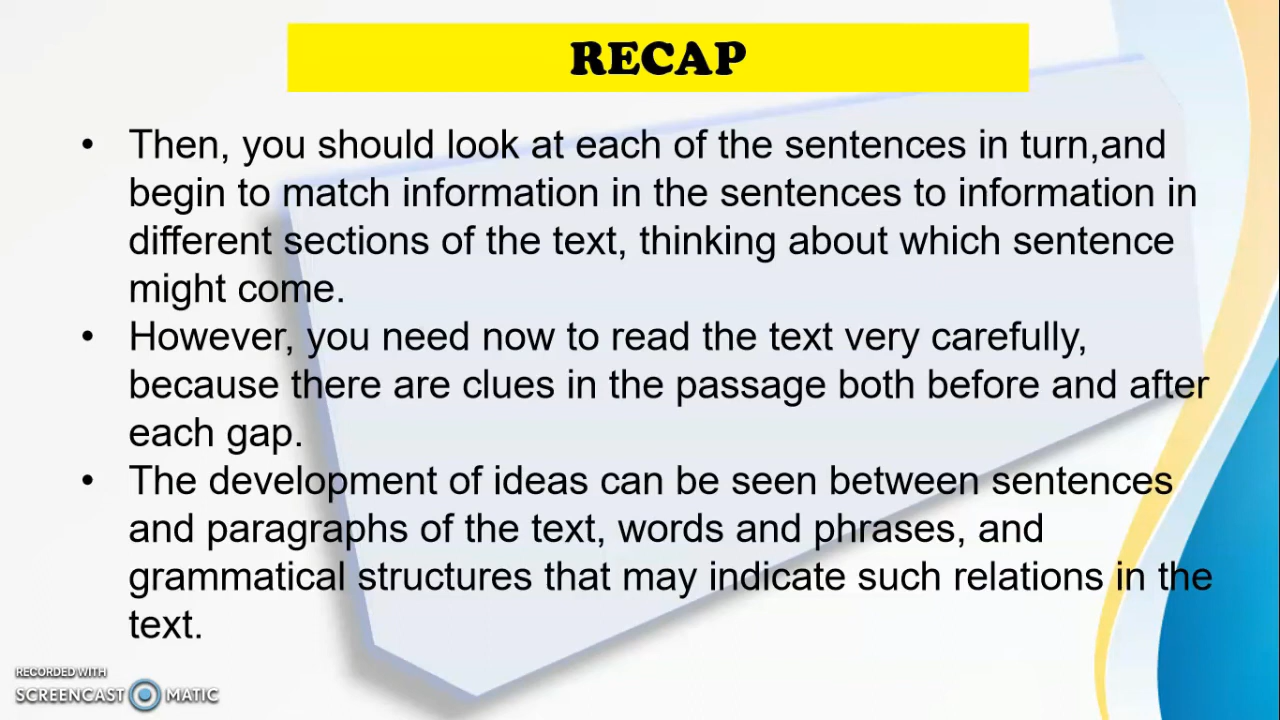 RECAP
• Then, you should look at each of the sentences in turn,and
begin to match information in the sentences to information in
different sections of the text, thinking about which sentence
might come.
• However, you need now to read the text very carefully,
because there are clues in the passage both before and after
each gap.
• The development of ideas can be seen between sentences
and paragraphs of the text, words and phrases, and
grammatical structures that may indicate such relations in the
text.
RECORDED WITH
SCREENCAST MATIC